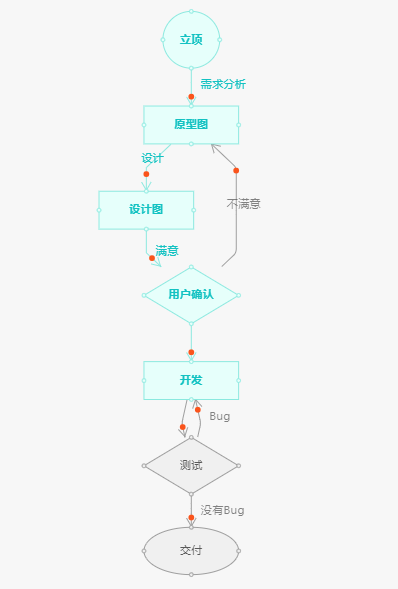 立项
需求分析
原型图
设计
不满意
设计图
满意
用户确认
开发
Bug
测试
没有Bug
交付